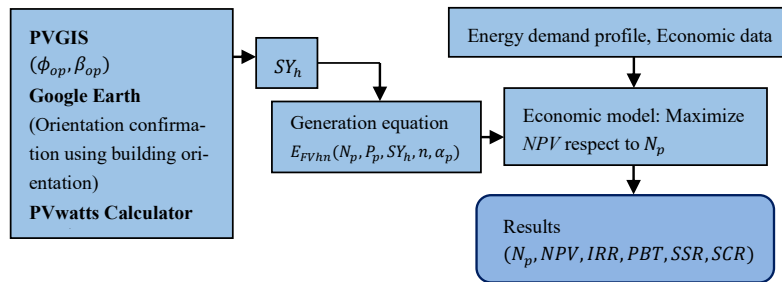 PVGIS
(ϕ_op, β_op)
Google Earth
(Orientation confirma-
tion using building ori-
entation)
PVwatts Calculator
SY_h
Generation equation
E_FVhn(N_p, P_p, SY_h, n, α_p)
Energy demand profile, Economic data
Economic model: Maximize
NPV respect to N_p
Results
(N_p, NPV, IRR, PBT, SSR, SCR)